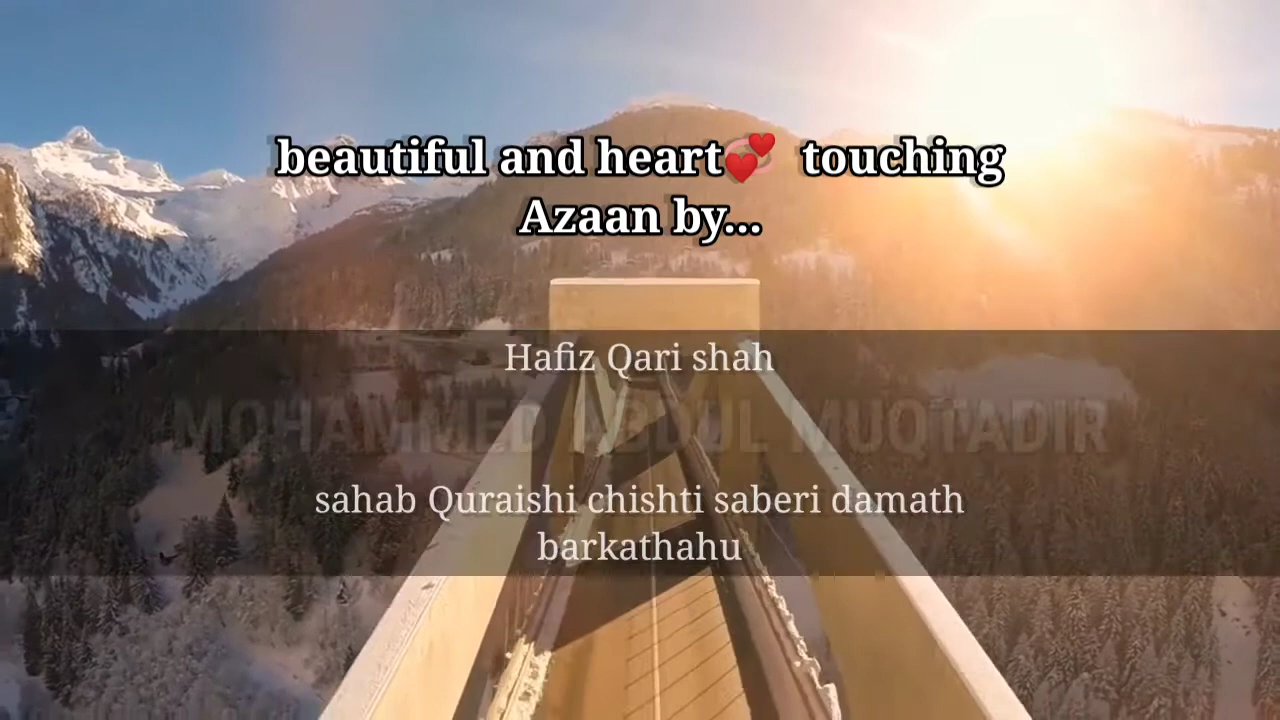 beautiful and heart💕 touching
Azaan by...
Hafiz Qari shah
MOHAMMED ABDUL MUQTADIR
sahab Quraishi chishti saberi damath
barkathahu